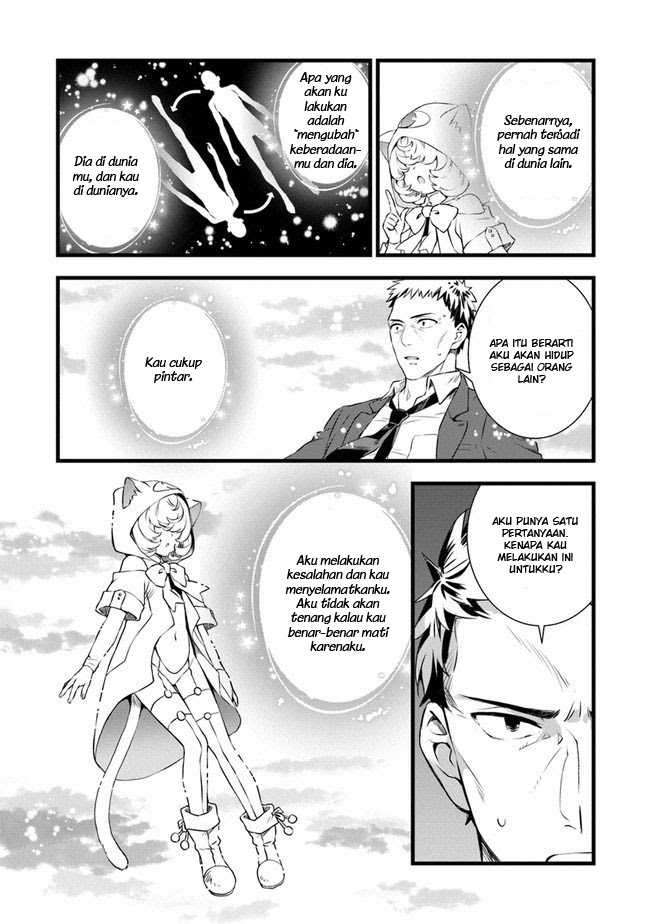 Sebenarnya,
pernah terjadi
hal yang sama
di dunia lain.
Apa yang
akan ku
lakukan
adalah
"mengubah"
keberadaan-
mu dan dia.
Dia di dunia
mu, dan kau
di dunianya.
APA ITU BERARTI
AKU AKAN HIDUP
SEBAGAI ORANG
LAIN?
Kau cukup
pintar.
AKU PUNYA SATU
PERTANYAAN.
KENAPA KAU
MELAKUKAN INI
UNTUKKU?
Aku melakukan
kesalahan dan kau
menyelamatkanku.
Aku tidak akan
tenang kalau kau
benar-benar mati
karenaku.